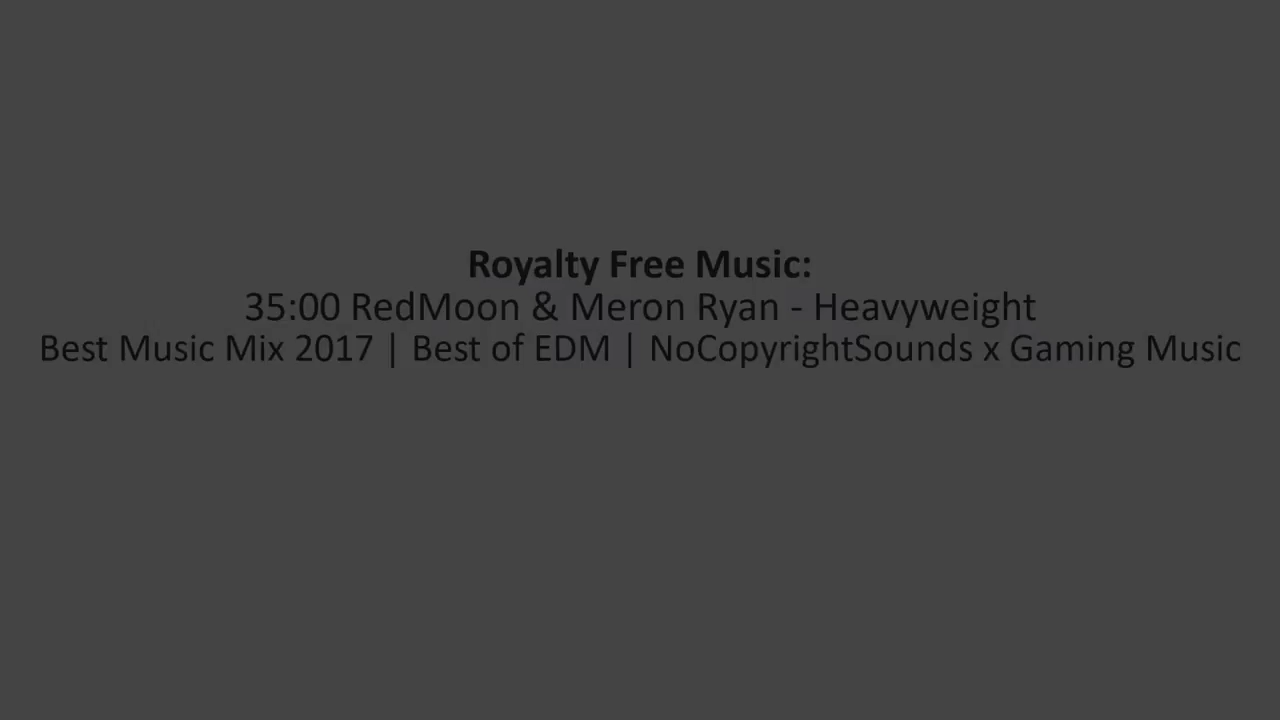 Royalty Free Music:
35:00 RedMoon & Meron Ryan - Heavyweight
Best Music Mix 2017 | Best of EDM | NoCopyrightSounds x Gaming Music